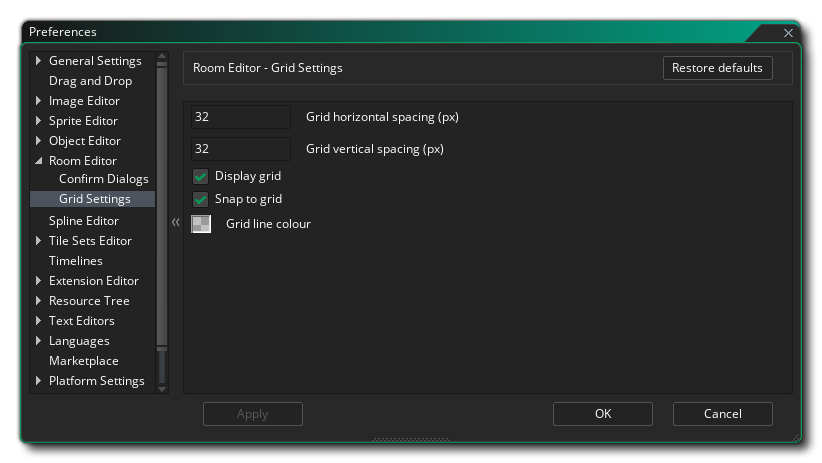 Preferences
General Settings
Drag and Drop
Image Editor
Sprite Editor
Object Editor
Room Editor
Confirm Dialogs
Grid Settings
Spline Editor
Tile Sets Editor
Timelines
Extension Editor
Resource Tree
Text Editors
Languages
Marketplace
Platform Settings
Room Editor - Grid Settings
Restore defaults
32 Grid horizontal spacing (px)
32 Grid vertical spacing (px)
Display grid
Snap to grid
Grid line colour
Apply OK Cancel